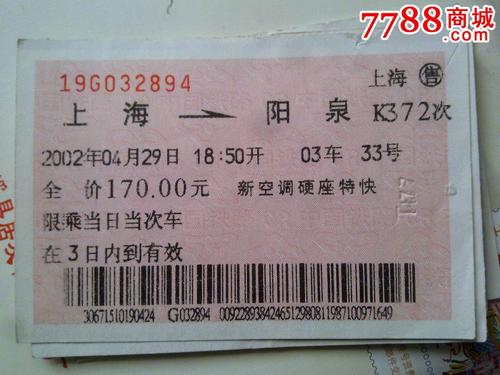 7788商城
19G032894 上海 售
上海 → 阳泉 K372次
2002年04月29日 18:50开 03车 33号
全 价170.00元 新空调硬座特快
限乘当日当次车
在3日内到有效
30671510190424 G032894 00922893842465129808119871009716​49